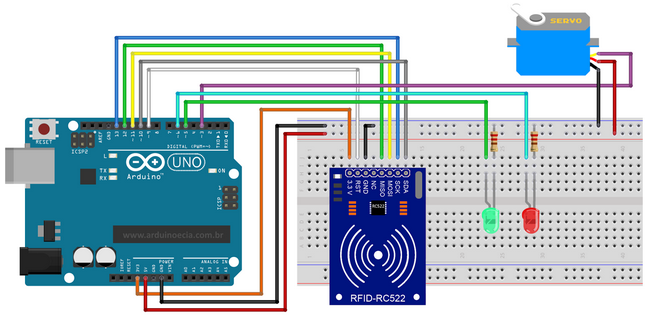 SERVO
RESET
ICSP2
AREF
GND
13
12
~11
~10
~9
8
7
~6
~5
4
~3
2
TX▸1
RX◂0
DIGITAL (PWM=~)
L
TX
RX
Arduino™
UNO
ON
ICSP
www.arduinoecia.com.br
IOREF
RESET
3V3
5V
GND
GND
VIN
POWER
ANALOG IN
A0
A1
A2
A3
A4
A5
3.3 V
RST
GND
NC
MISO
MOSI
SCK
SDA
RC522
RFID-RC522